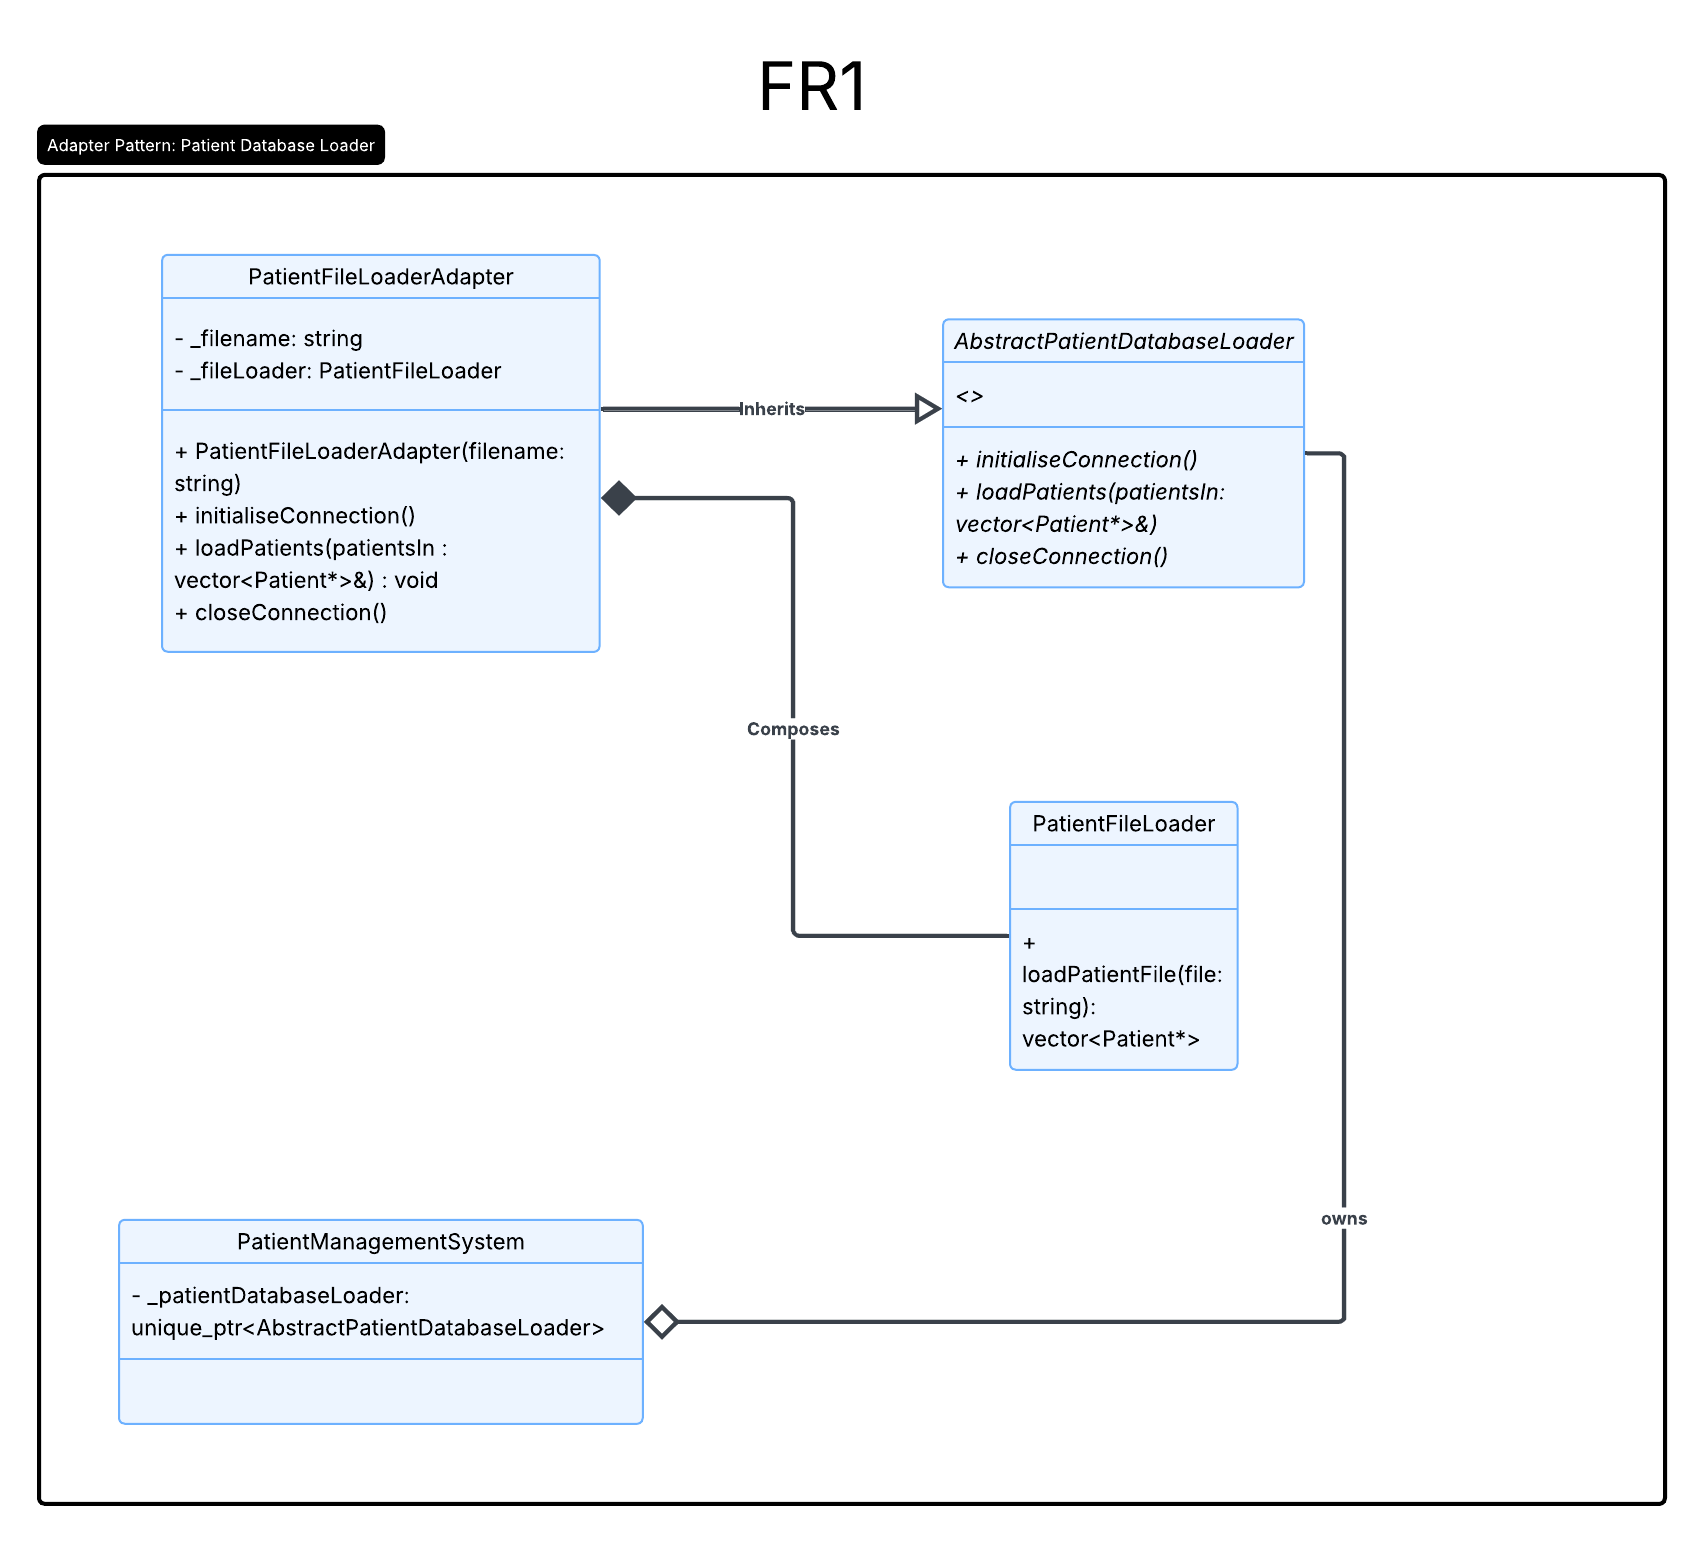 FR1
Adapter Pattern: Patient Database Loader
PatientFileLoaderAdapter
- _filename: string
- _fileLoader: PatientFileLoader
+ PatientFileLoaderAdapter(filename:
string)
+ initialiseConnection()
+ loadPatients(patientsIn :
vector<Patient*>&) : void
+ closeConnection()
Inherits
AbstractPatientDatabaseLoader
<>
+ initialiseConnection()
+ loadPatients(patientsIn:
vector<Patient*>&)
+ closeConnection()
Composes
PatientFileLoader
+
loadPatientFile(file:
string):
vector<Patient*>
owns
PatientManagementSystem
- _patientDatabaseLoader:
unique_ptr<AbstractPatientDatabaseLoader>